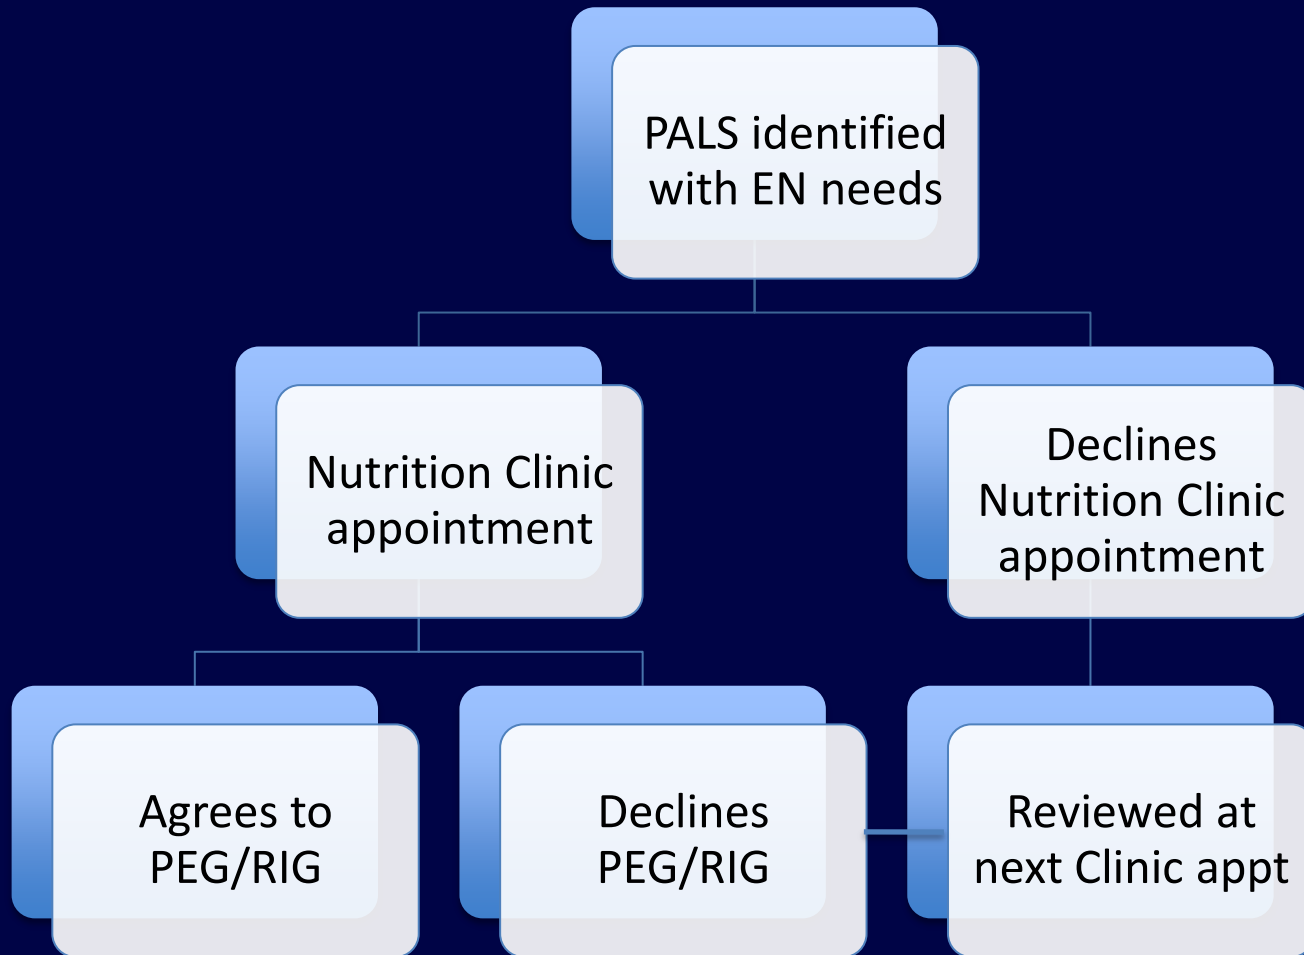 PALS identified
with EN needs
Nutrition Clinic
appointment
Declines
Nutrition Clinic
appointment
Agrees to
PEG/RIG
Declines
PEG/RIG
Reviewed at
next Clinic appt